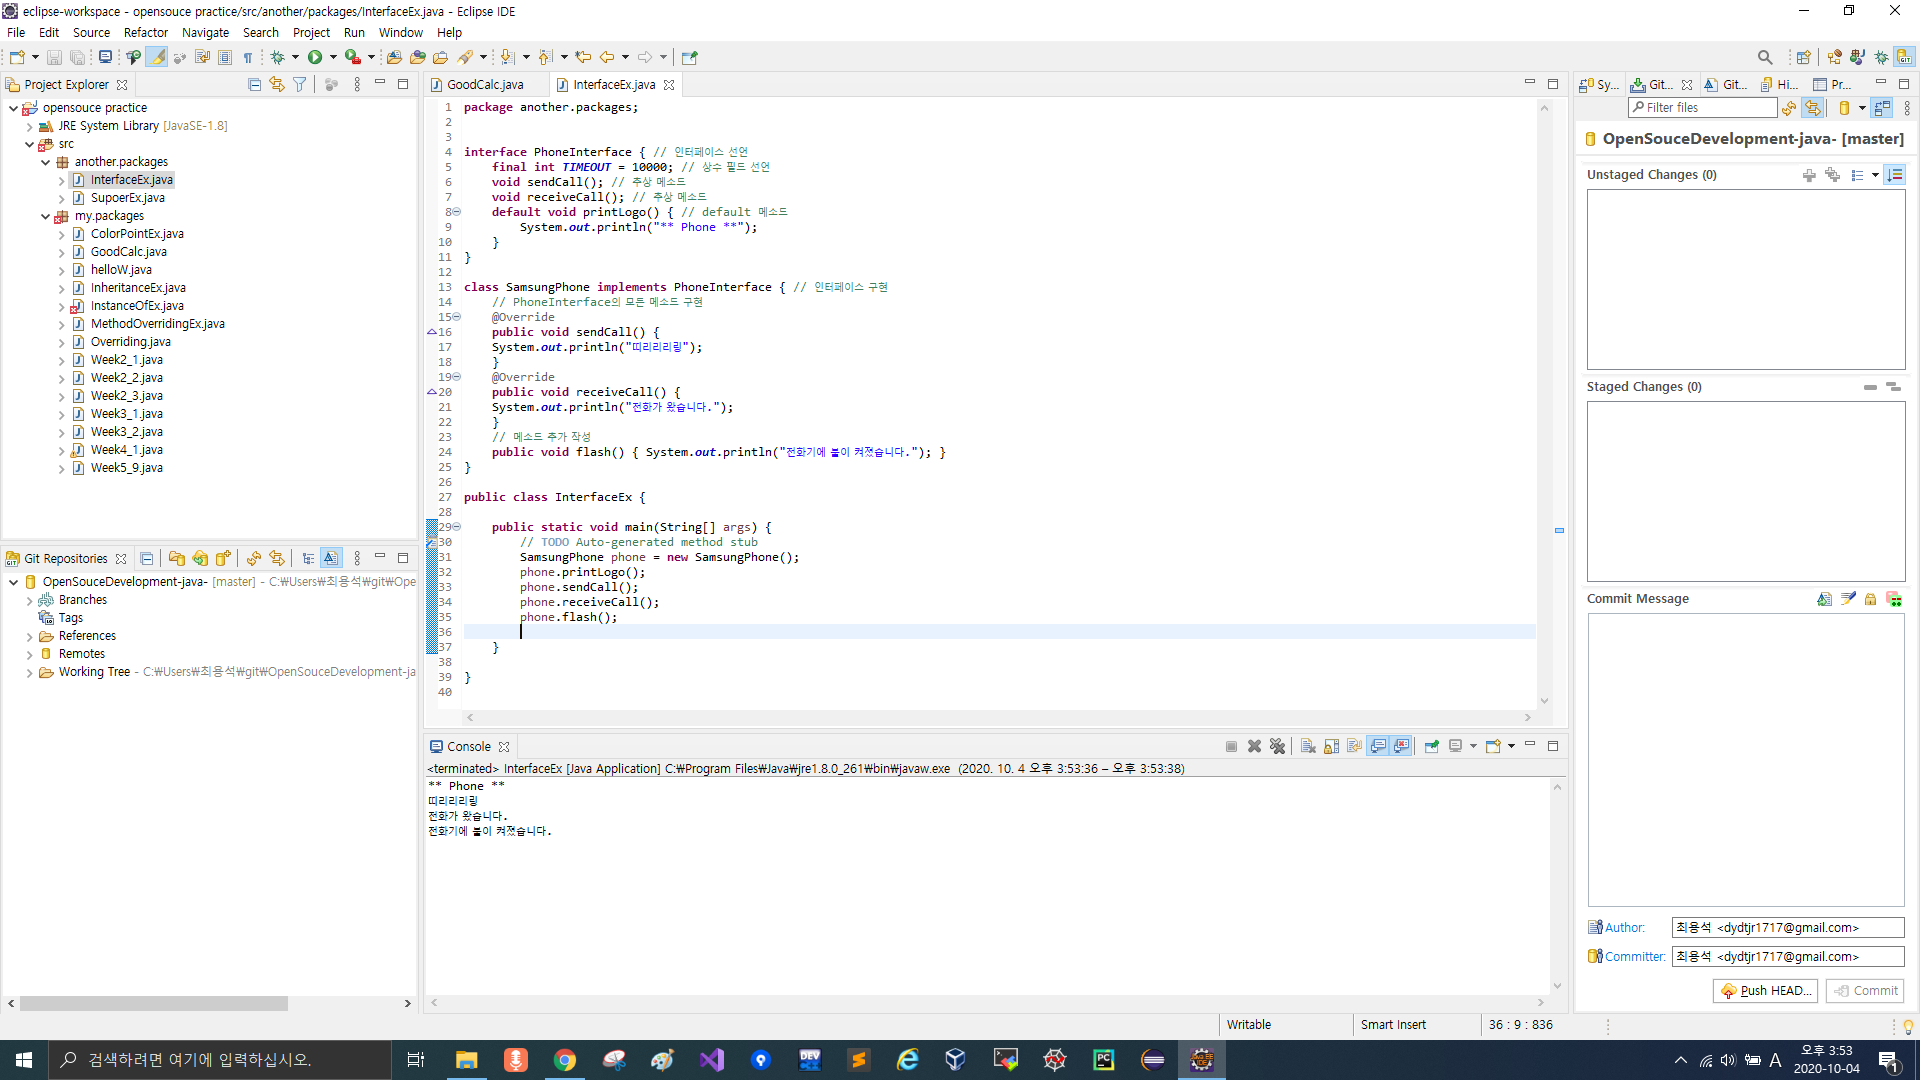 eclipse-workspace - opensouce practice/src/another/packages/InterfaceEx.java - Eclipse IDE
File Edit Source Refactor Navigate Search Project Run Window Help
Project Explorer
opensouce practice
JRE System Library [JavaSE-1.8]
src
another.packages
InterfaceEx.java
SupoerEx.java
my.packages
ColorPointEx.java
GoodCalc.java
helloW.java
InheritanceEx.java
InstanceOfEx.java
MethodOverridingEx.java
Overriding.java
Week2_1.java
Week2_2.java
Week2_3.java
Week3_1.java
Week3_2.java
Week4_1.java
Week5_9.java
Git Repositories
OpenSouceDevelopment-java- [master] - C:￦Users￦최용석￦git￦Ope
Branches
Tags
References
Remotes
Working Tree - C:￦Users￦최용석￦git￦OpenSouceDevelopment-ja
GoodCalc.java InterfaceEx.java
1 package another.packages;
2
3
4 interface PhoneInterface { // 인터페이스 선언
5 final int TIMEOUT = 10000; // 상수 필드 선언
6 void sendCall(); // 추상 메소드
7 void receiveCall(); // 추상 메소드
8 default void printLogo() { // default 메소드
9 System.out.println("** Phone **");
10 }
11 }
12
13 class SamsungPhone implements PhoneInterface { // 인터페이스 구현
14 // PhoneInterface의 모든 메소드 구현
15 @Override
16 public void sendCall() {
17 System.out.println("띠리리리링");
18 }
19 @Override
20 public void receiveCall() {
21 System.out.println("전화가 왔습니다.");
22 }
23 // 메소드 추가 작성
24 public void flash() { System.out.println("전화기에 불이 켜졌습니다."); }
25 }
26
27 public class InterfaceEx {
28
29 public static void main(String[] args) {
30 // TODO Auto-generated method stub
31 SamsungPhone phone = new SamsungPhone();
32 phone.printLogo();
33 phone.sendCall();
34 phone.receiveCall();
35 phone.flash();
36
37 }
38
39 }
40
Console
<terminated> InterfaceEx [Java Application] C:￦Program Files￦Java￦jre1.8.0_261￦bin￦javaw.exe (2020. 10. 4 오후 3:53:36 – 오후 3:53:38)
** Phone **
띠리리리링
전화가 왔습니다.
전화기에 불이 켜졌습니다.
Sy... Git... Git... Hi... Pr...
Filter files
OpenSouceDevelopment-java- [master]
Unstaged Changes (0)
Staged Changes (0)
Commit Message
Author: 최용석 <dydtjr1717@gmail.com>
Committer: 최용석 <dydtjr1717@gmail.com>
Push HEAD... Commit
Writable Smart Insert 36 : 9 : 836
검색하려면 여기에 입력하십시오.
A 오후 3:53
2020-10-04
1